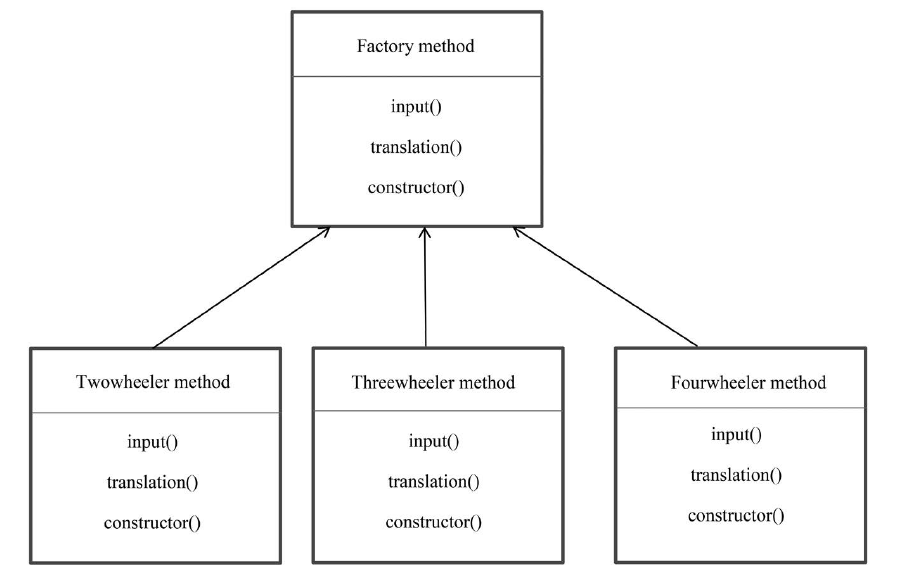 Factory method
input()
translation()
constructor()
Twowheeler method
input()
translation()
constructor()
Threewheeler method
input()
translation()
constructor()
Fourwheeler method
input()
translation()
constructor()